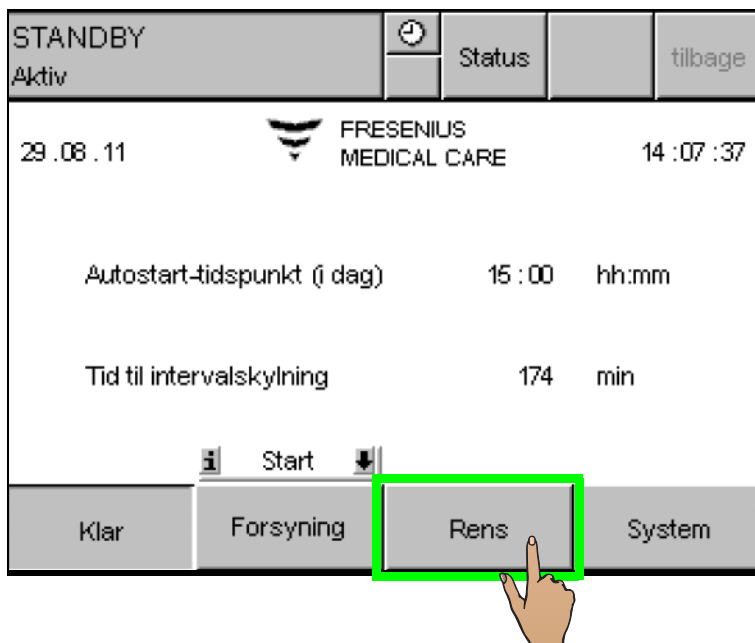 STANDBY
Aktiv
Status
tilbage
29.08.11
FRESENIUS
MEDICAL CARE
14:07:37
Autostart-tidspunkt (i dag) 15:00 hh:mm
Tid til intervalskylning 174 min
i Start
Klar
Forsyning
Rens
System